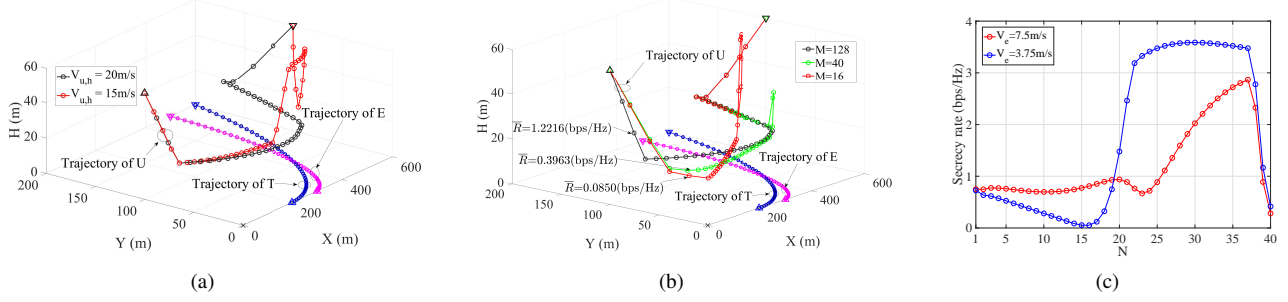 60
40
20
0
H (m)
200
150
100
50
0
Y (m)
0
200
400
600
X (m)
V_{u,h} = 20m/s
V_{u,h} = 15m/s
Trajectory of E
Trajectory of U
Trajectory of T
(a)
60
40
20
0
H (m)
200
150
100
50
0
Y (m)
0
200
400
600
X (m)
Trajectory of U
M=128
M=40
M=16
R̅=1.2216(bps/Hz)
R̅=0.3963(bps/Hz)
R̅=0.0850(bps/Hz)
Trajectory of E
Trajectory of T
(b)
4
3
2
1
0
Secrecy rate (bps/Hz)
V_e=7.5m/s
V_e=3.75m/s
1
5
10
15
20
25
30
35
40
N
(c)